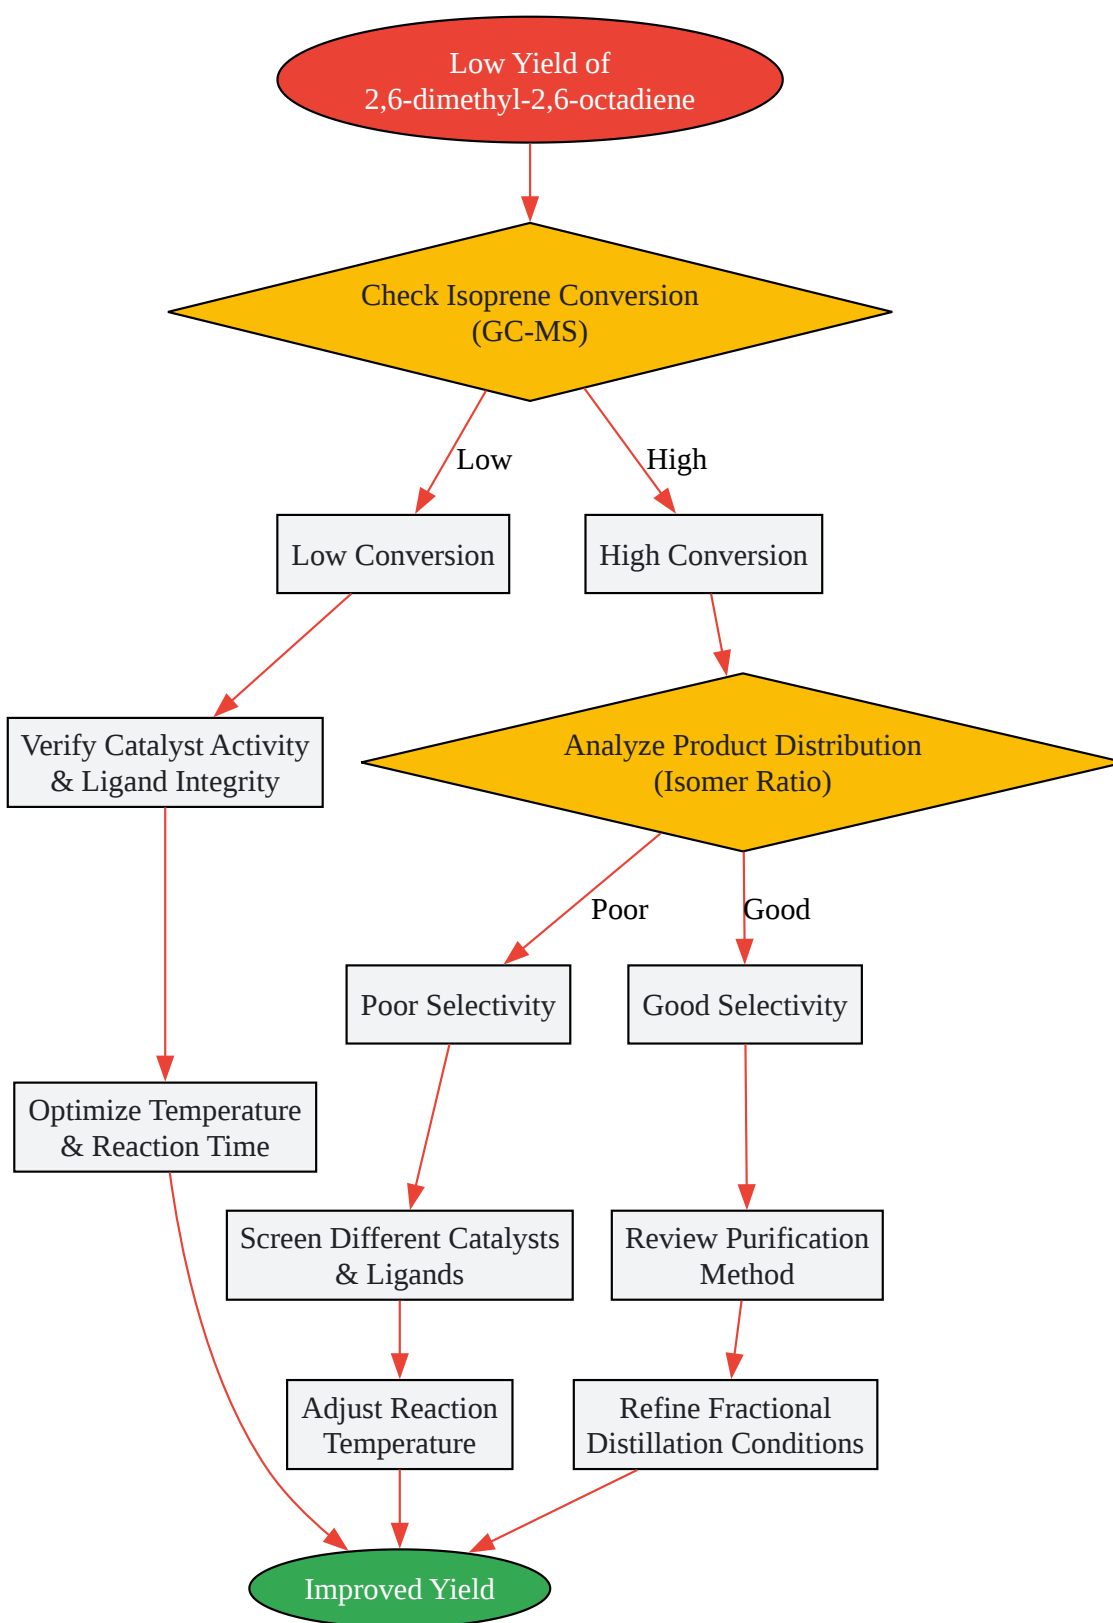 Low Yield of
2,6-dimethyl-2,6-octadiene
Check Isoprene Conversion
(GC-MS)
Low
High
Low Conversion
High Conversion
Verify Catalyst Activity
& Ligand Integrity
Analyze Product Distribution
(Isomer Ratio)
Poor
Good
Poor Selectivity
Good Selectivity
Optimize Temperature
& Reaction Time
Screen Different Catalysts
& Ligands
Review Purification
Method
Adjust Reaction
Temperature
Refine Fractional
Distillation Conditions
Improved Yield